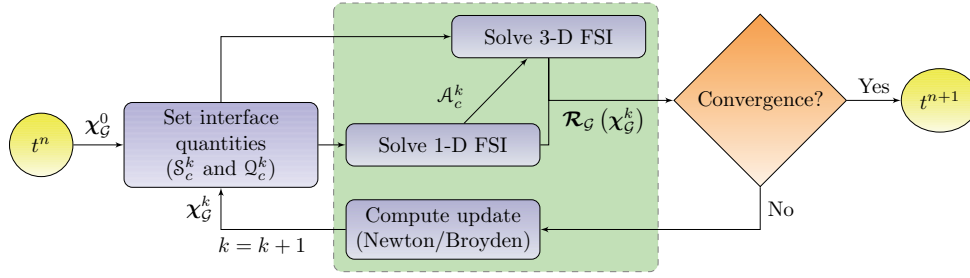 Solve 3-D FSI
𝒜_c^k
Convergence?
Yes
t^{n+1}
t^n
χ_𝒢^0
Set interface
quantities
(𝒮_c^k and 𝒬_c^k)
Solve 1-D FSI
ℛ_𝒢 (χ_𝒢^k)
No
Compute update
(Newton/Broyden)
χ_𝒢^k
k = k + 1